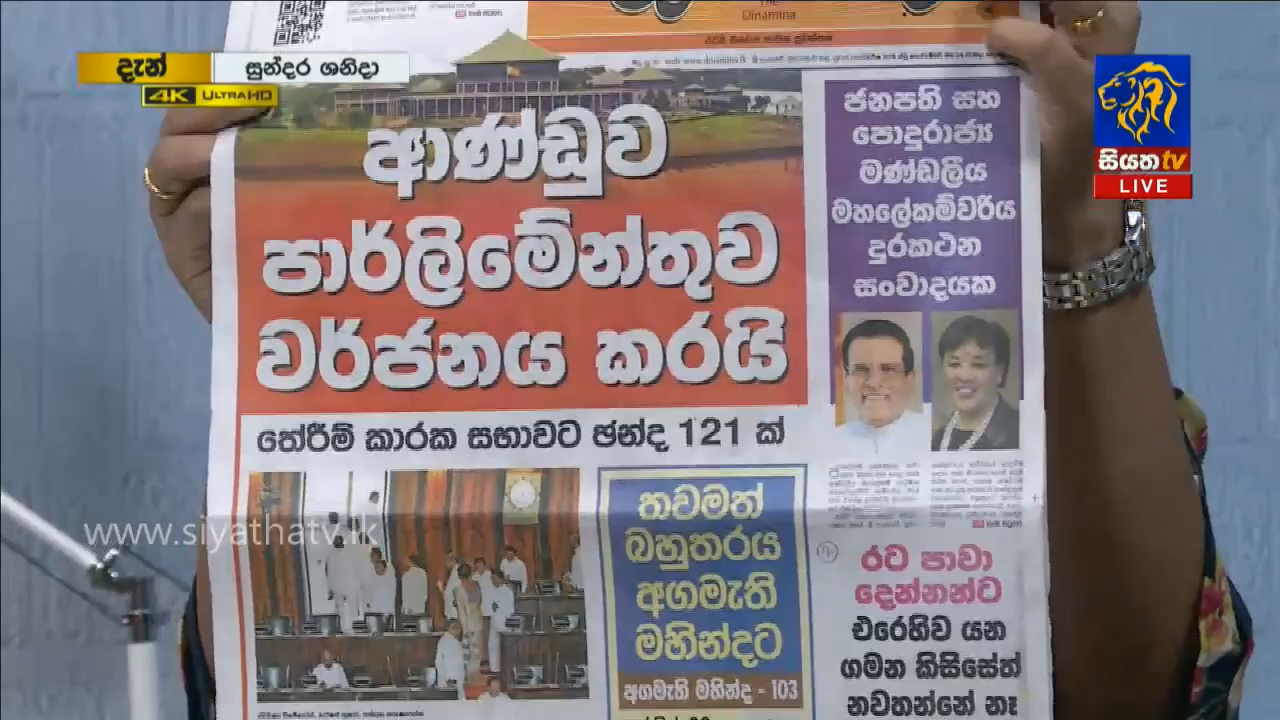 The
Dinamina
දැන්
සුන්දර ශනිදා
4K ULTRA HD
සියත tv
LIVE
ආණ්ඩුව
පාර්ලිමේන්තුව
වර්ජනය කරයි
තේරීම් කාරක සභාවට ඡන්ද 121 ක්
ජනපති සහ
පොදුරාජ්‍ය
මණ්ඩලීය
මහලේකම්වරිය
දුරකථන
සංවාදයක
www.siyathatv.lk
තවමත්
බහුතරය
අගමැති
මහින්දට
අගමැති මහින්ද - 103
රට පාවා
දෙන්නන්ට
එරෙහිව යන
ගමන කිසිසේත්
නවතන්නේ නෑ